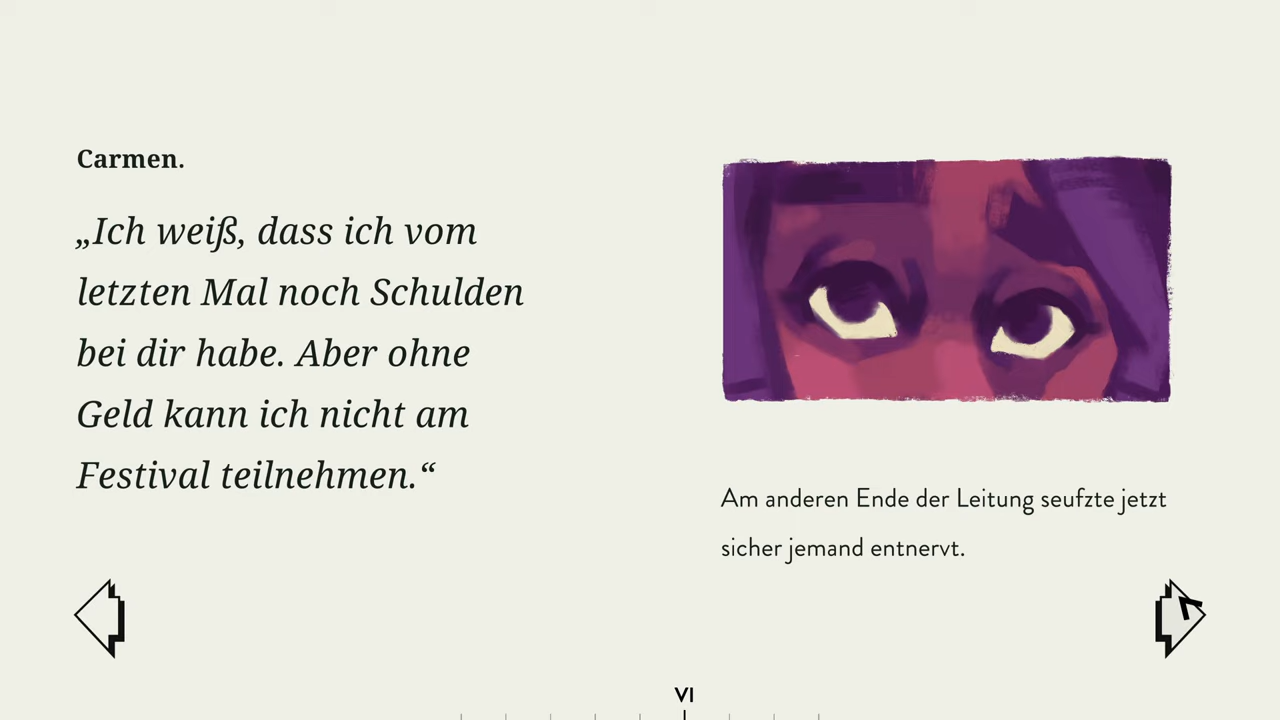 Carmen.
„Ich weiß, dass ich vom
letzten Mal noch Schulden
bei dir habe. Aber ohne
Geld kann ich nicht am
Festival teilnehmen.“
Am anderen Ende der Leitung seufzte jetzt
sicher jemand entnervt.
VI